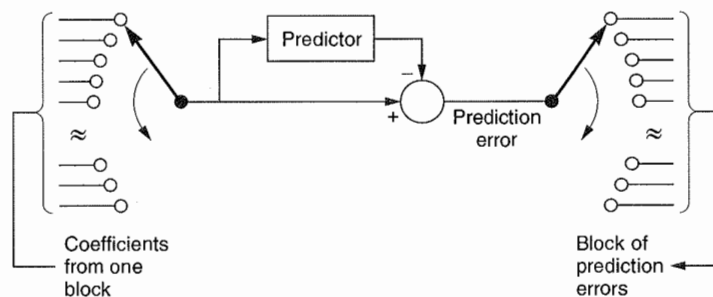 Predictor
−
+
Prediction
error
≈
≈
Coefficients
from one
block
Block of
prediction
errors